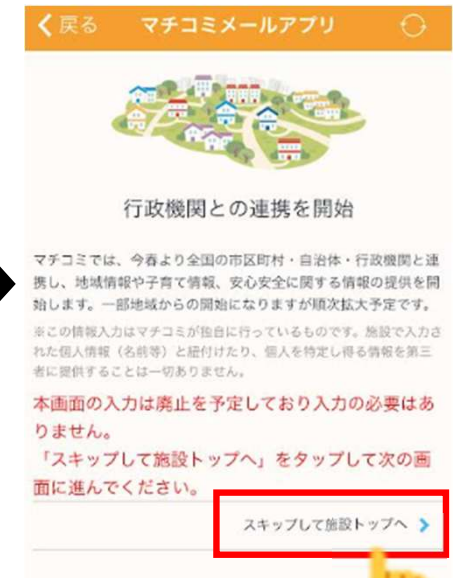 戻る マチコミメールアプリ
行政機関との連携を開始
マチコミでは、今春より全国の市区町村・自治体・行政機関と連
携し、地域情報や子育て情報、安心安全に関する情報の提供を開
始します。一部地域からの開始になりますが順次拡大予定です。
※この情報入力はマチコミが独自に行っているものです。施設で入力さ
れた個人情報（名前等）と紐付けたり、個人を特定し得る情報を第三
者に提供することは一切ありません。
本画面の入力は廃止を予定しており入力の必要はあ
りません。
「スキップして施設トップへ」をタップして次の画
面に進んでください。
スキップして施設トップへ